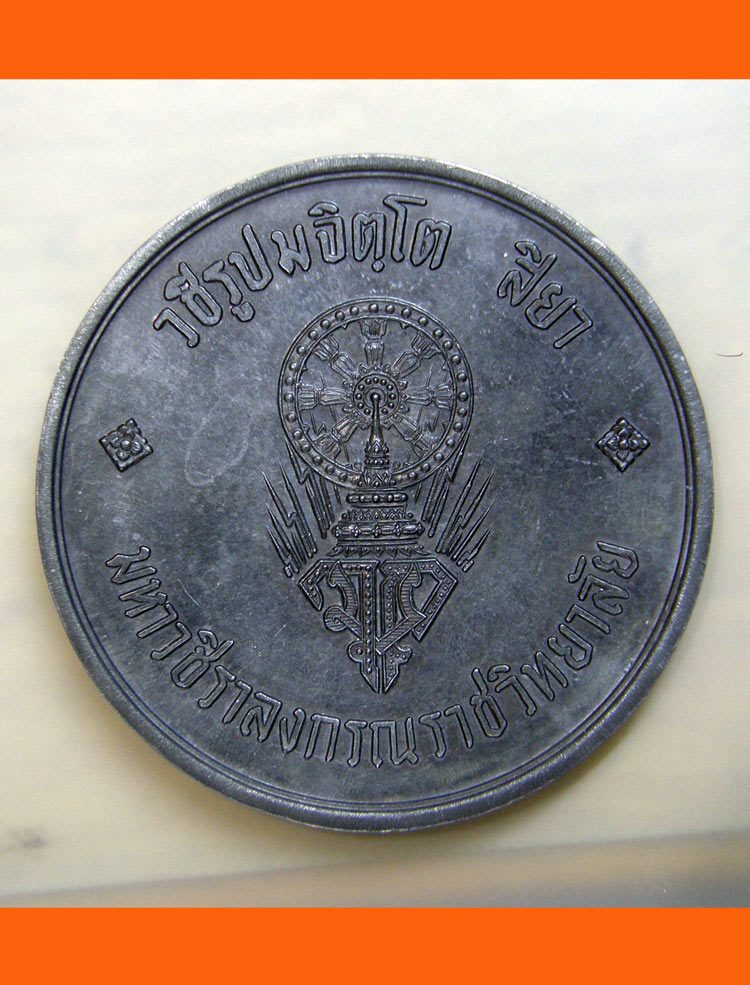 วชีรูปมจิตฺโต สิยา
มหาวชีราลงกรณราชวิทยาลัย